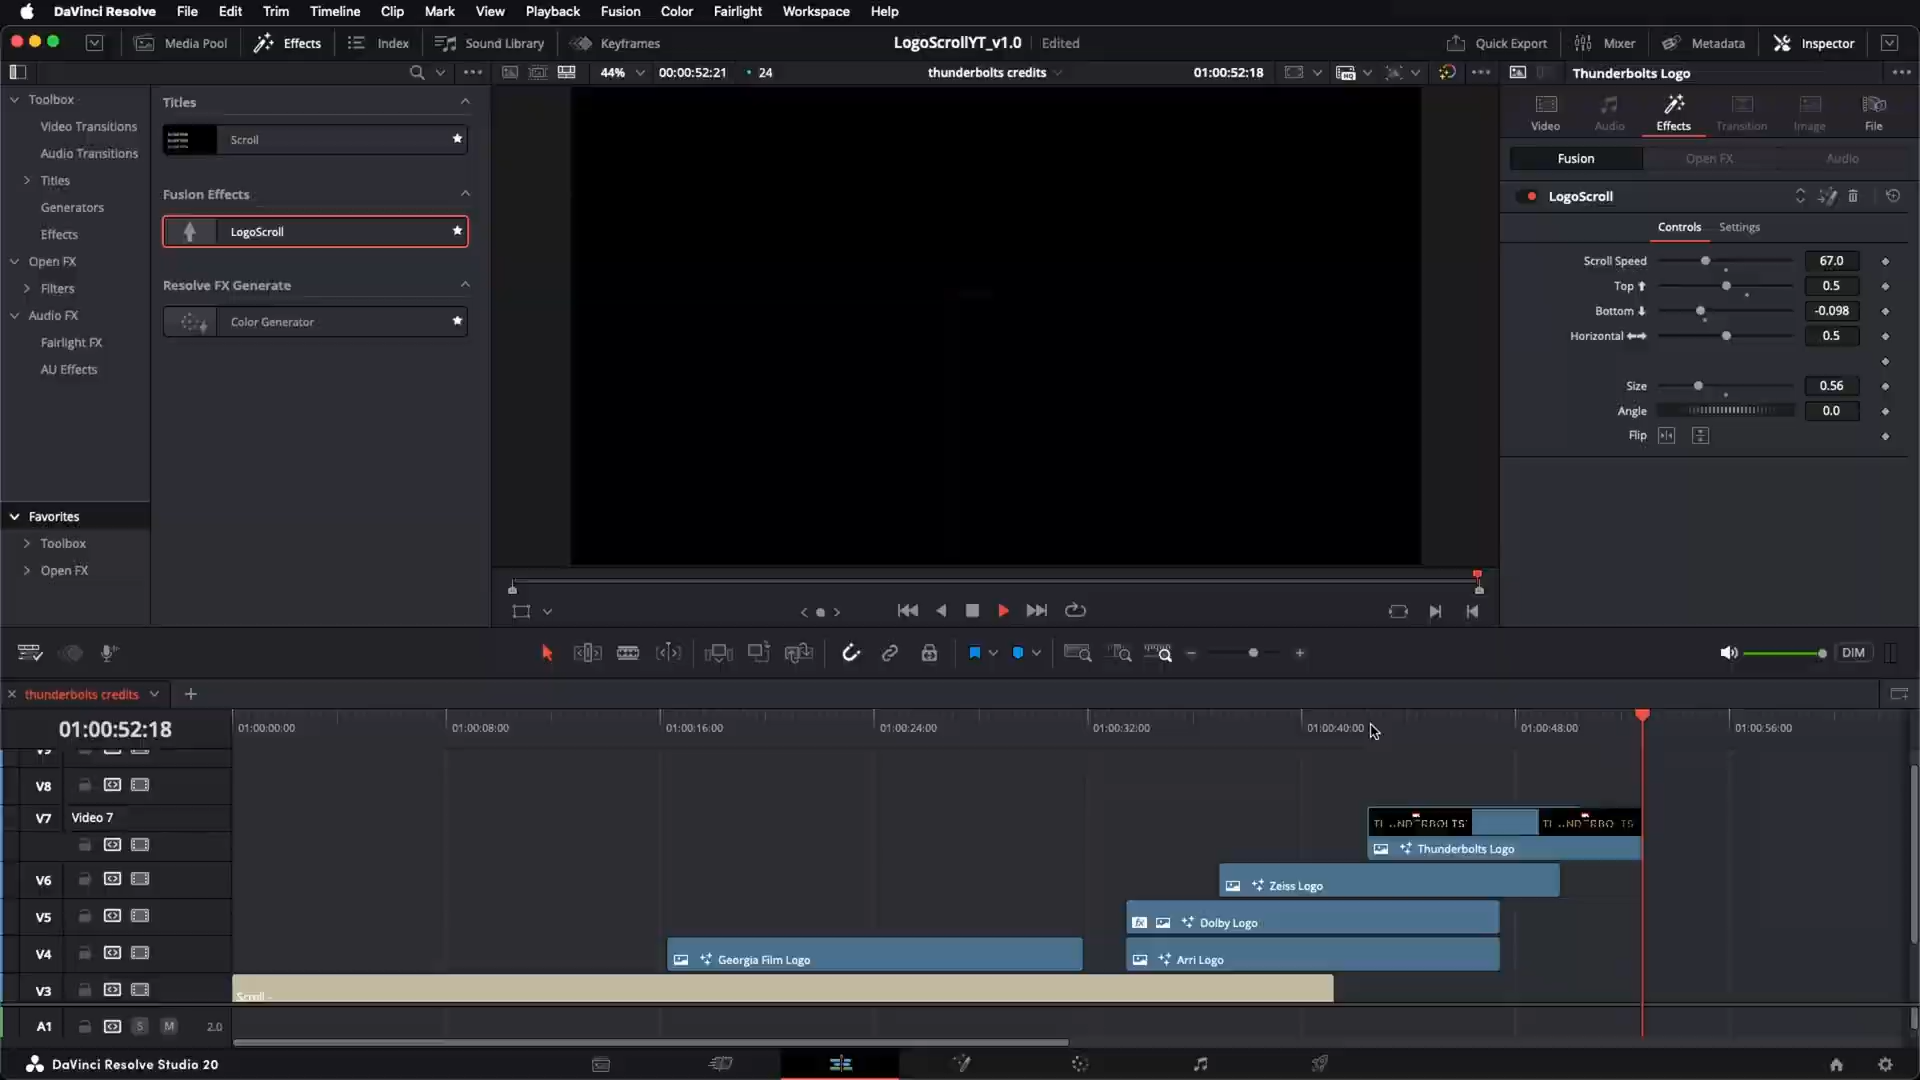 DaVinci Resolve File Edit Trim Timeline Clip Mark View Playback Fusion Color Fairlight Workspace Help
Media Pool Effects Index Sound Library Keyframes LogoScrollYT_v1.0 Edited Quick Export Mixer Metadata Inspector
44% 00:00:52:21 24 thunderbolts credits 01:00:52:18 Thunderbolts Logo
Toolbox
Video Transitions
Audio Transitions
Titles
Generators
Effects
Open FX
Filters
Audio FX
Fairlight FX
AU Effects
Favorites
Toolbox
Open FX
Titles
Scroll
Fusion Effects
LogoScroll
Resolve FX Generate
Color Generator
Video Audio Effects Transition Image File
Fusion Open FX Audio
LogoScroll
Controls Settings
Scroll Speed 67.0
Top 0.5
Bottom -0.098
Horizontal 0.5
Size 0.56
Angle 0.0
Flip
DIM
thunderbolts credits
01:00:52:18
01:00:00:00 01:00:08:00 01:00:16:00 01:00:24:00 01:00:32:00 01:00:40:00 01:00:48:00 01:00:56:00
V8
V7 Video 7
Thunderbolts Logo
V6 Zeiss Logo
V5 fx Dolby Logo
V4 Georgia Film Logo Arri Logo
V3 Scroll -
A1 S M 2.0
DaVinci Resolve Studio 20